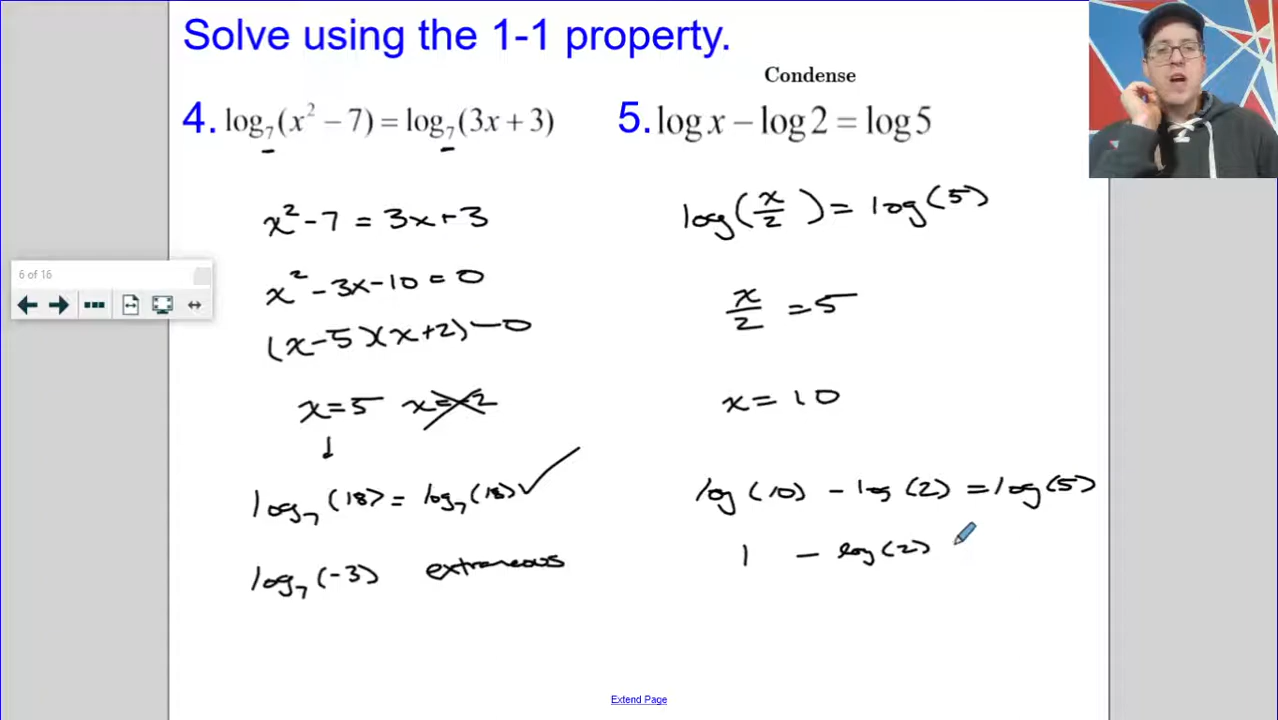 Solve using the 1-1 property.
Condense
4. log₇(x² − 7) = log₇(3x + 3)
x² - 7 = 3x + 3
x² - 3x - 10 = 0
(x - 5)(x + 2) - 0
x = 5 x = -2
log₇(18) = log₇(18) ✓
log₇(-3) extraneous
5. log x − log 2 = log 5
log(x/2) = log(5)
x/2 = 5
x = 10
log(10) - log(2) = log(5)
1 - log(2)
6 of 16
Extend Page